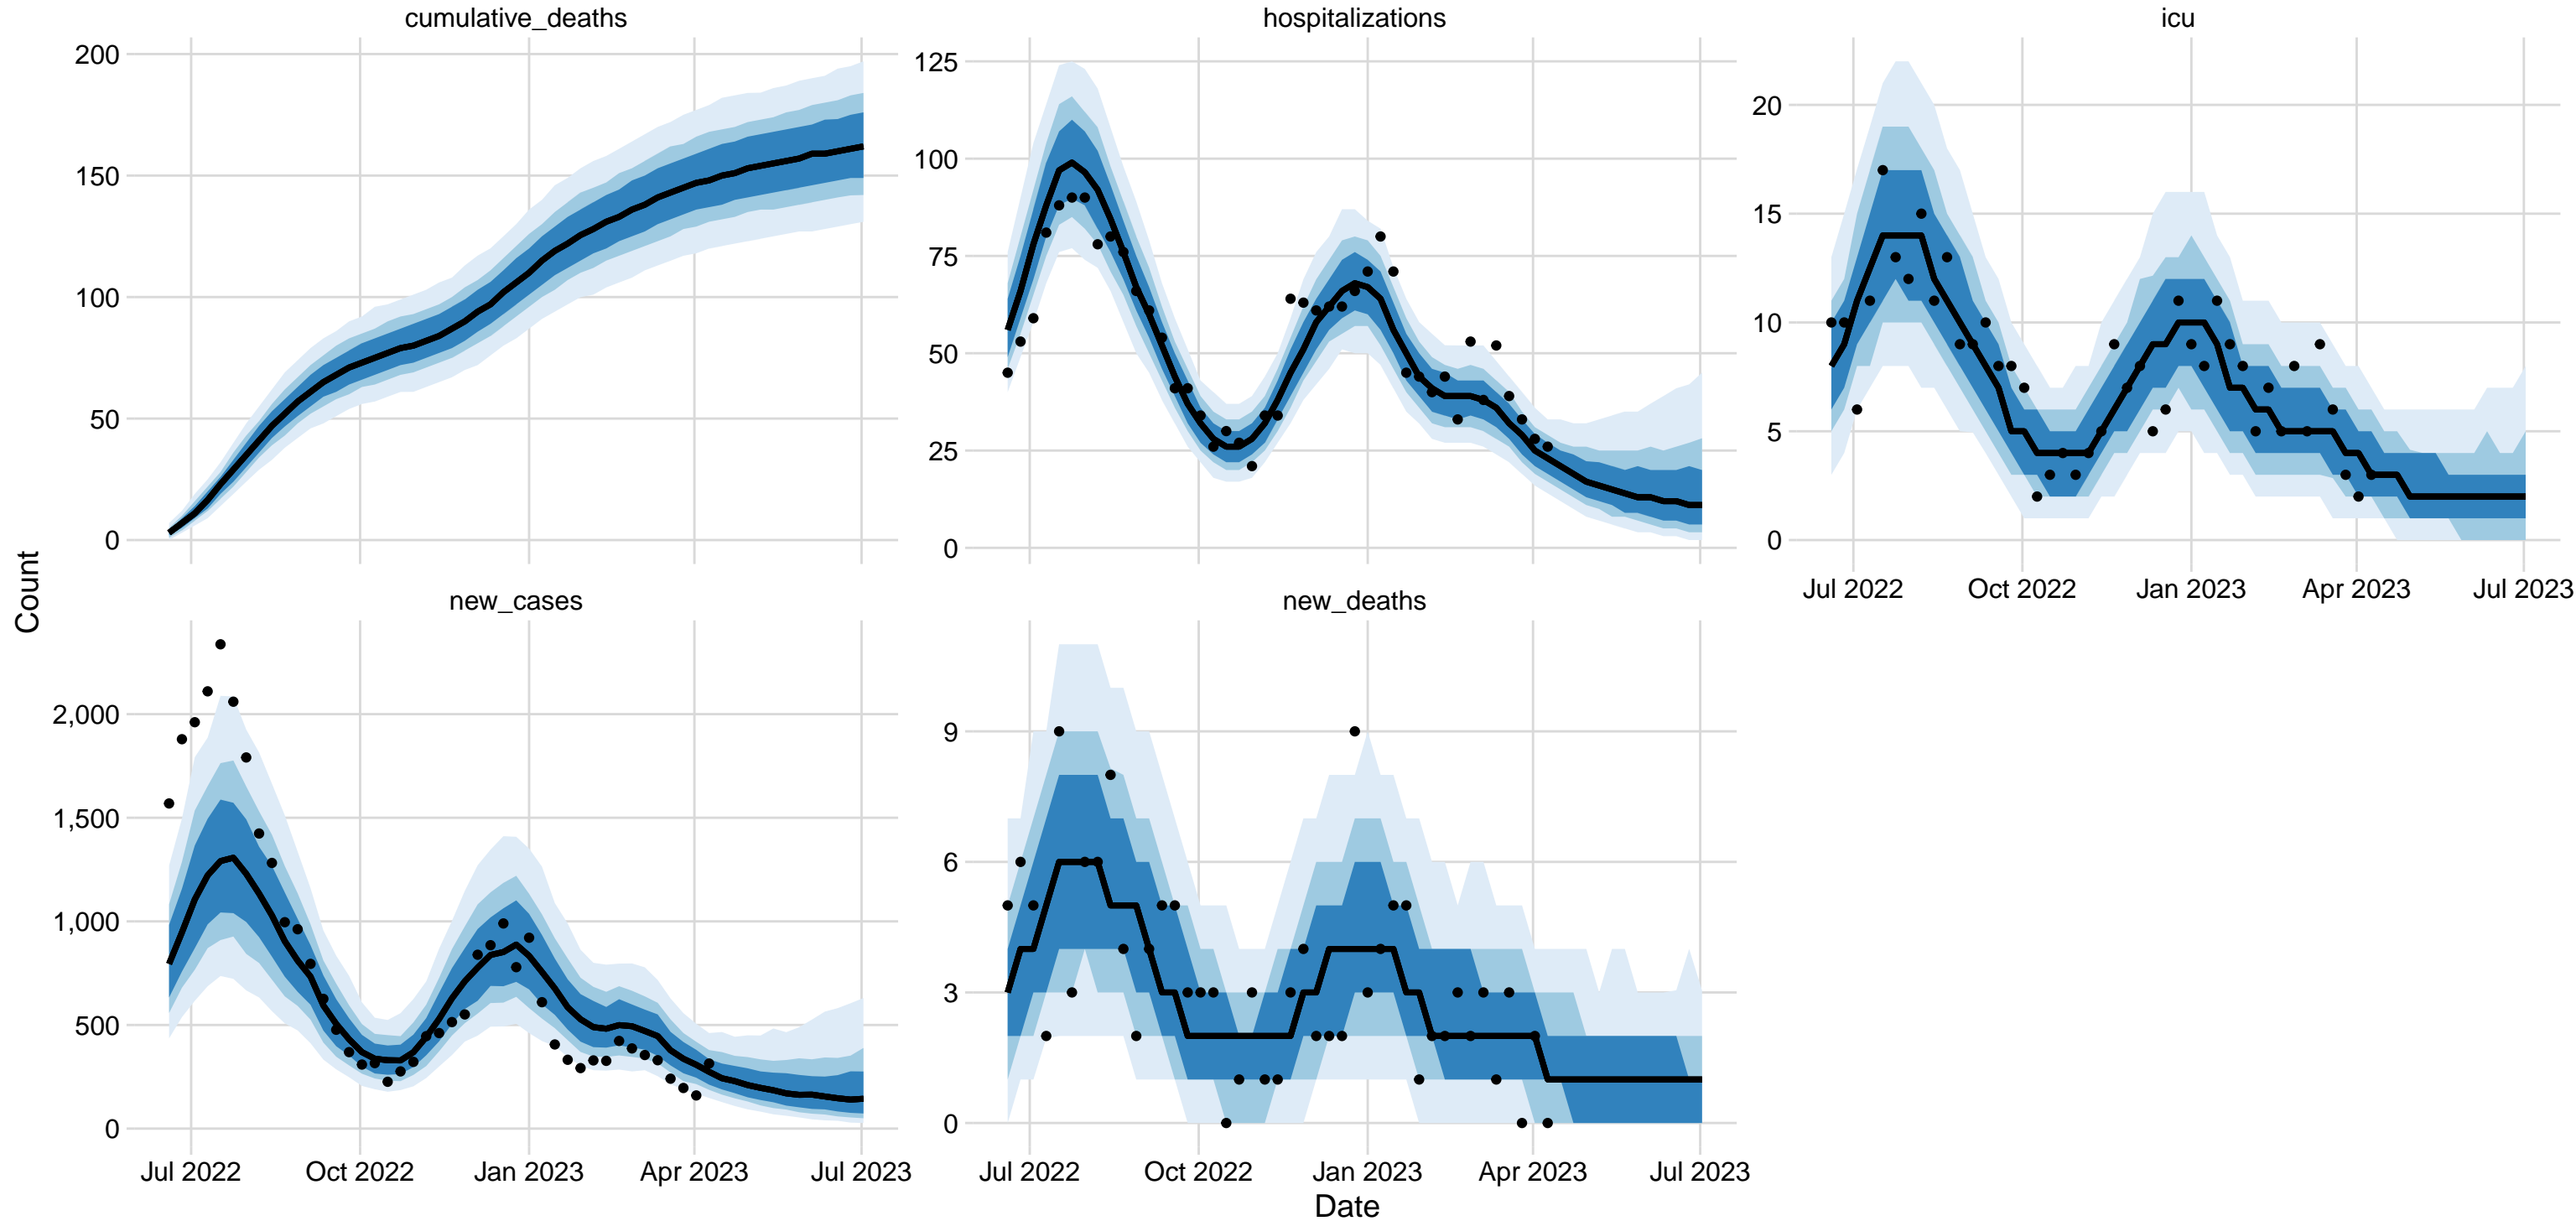 cumulative_deaths
200
150
100
50
0
hospitalizations
125
100
75
50
25
0
icu
20
15
10
5
0
Jul 2022 Oct 2022 Jan 2023 Apr 2023 Jul 2023
Count
new_cases
2,000
1,500
1,000
500
0
Jul 2022 Oct 2022 Jan 2023 Apr 2023 Jul 2023
new_deaths
9
6
3
0
Jul 2022 Oct 2022 Jan 2023 Apr 2023 Jul 2023
Date